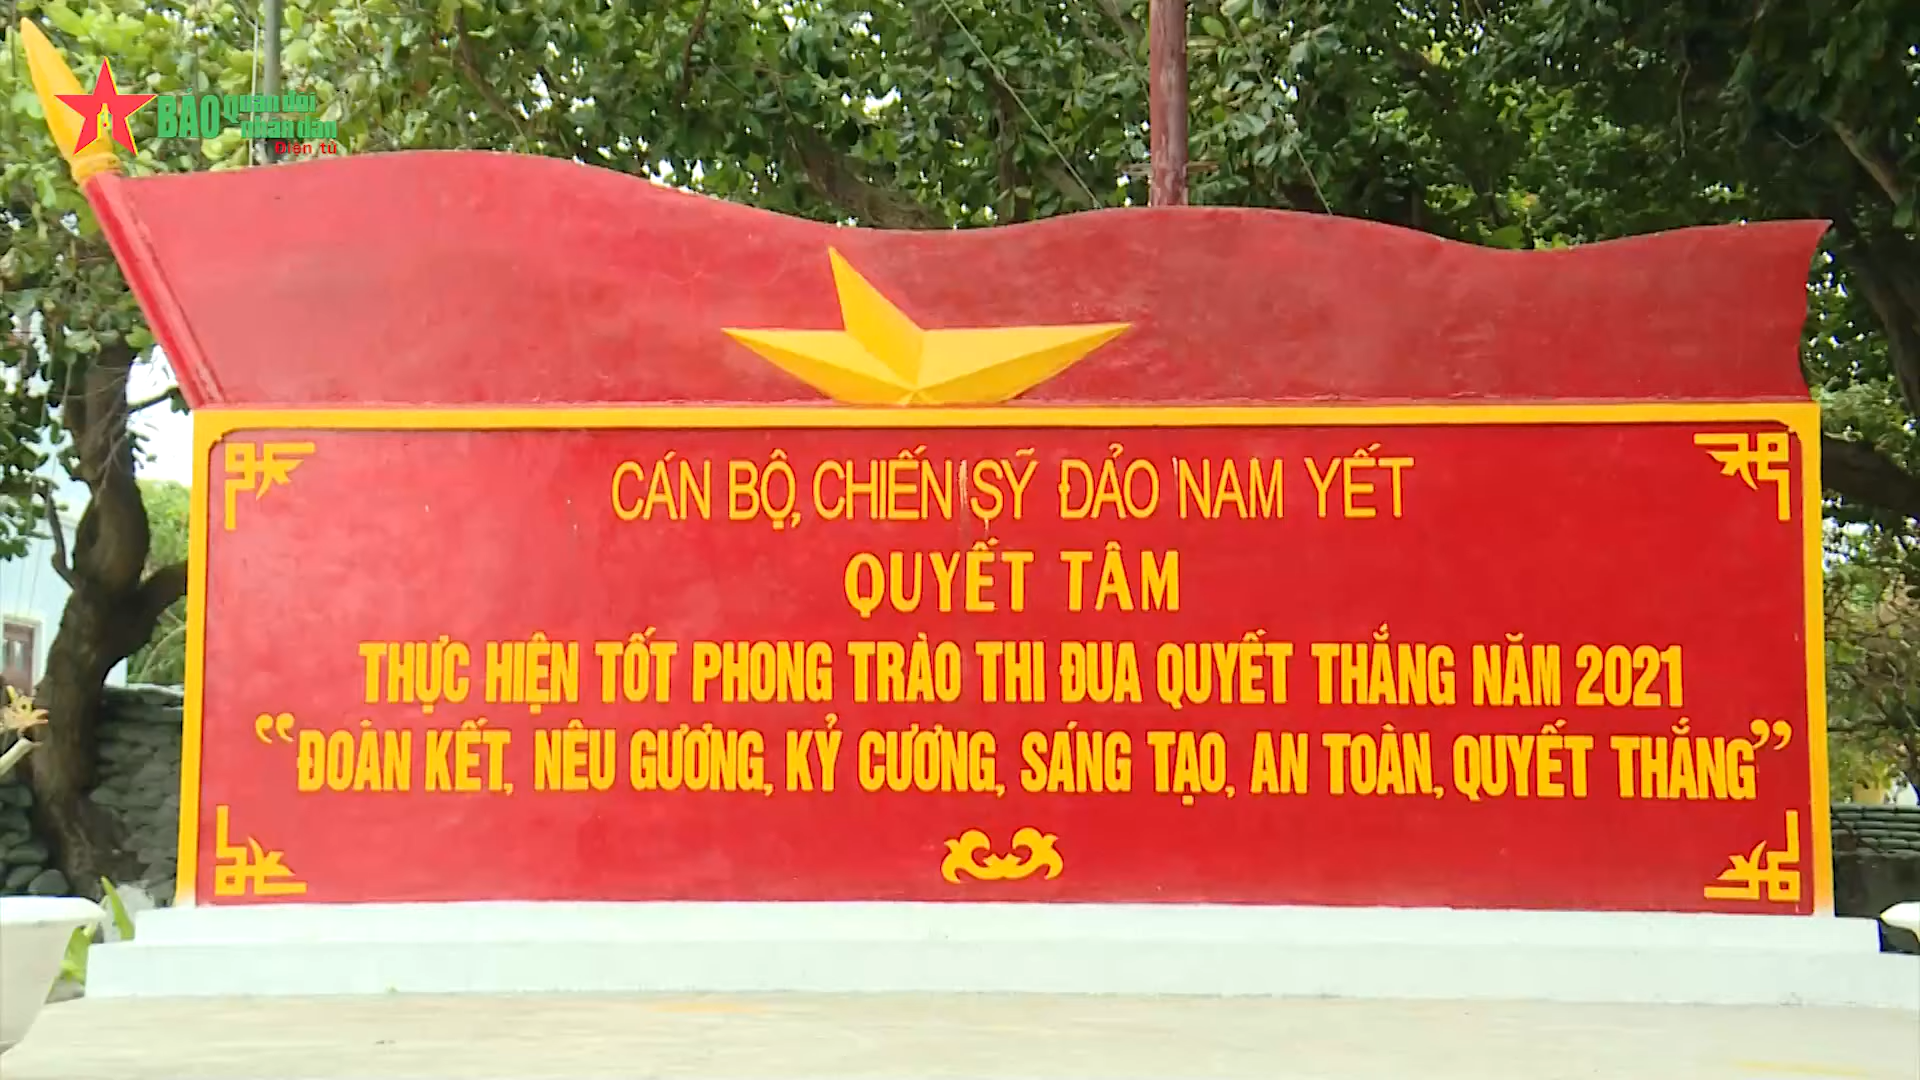 BÁO Quân đội
nhân dân
Điện tử
CÁN BỘ, CHIẾN SỸ ĐẢO NAM YẾT
QUYẾT TÂM
THỰC HIỆN TỐT PHONG TRÀO THI ĐUA QUYẾT THẮNG NĂM 2021
“ĐOÀN KẾT, NÊU GƯƠNG, KỶ CƯƠNG, SÁNG TẠO, AN TOÀN, QUYẾT THẮNG”